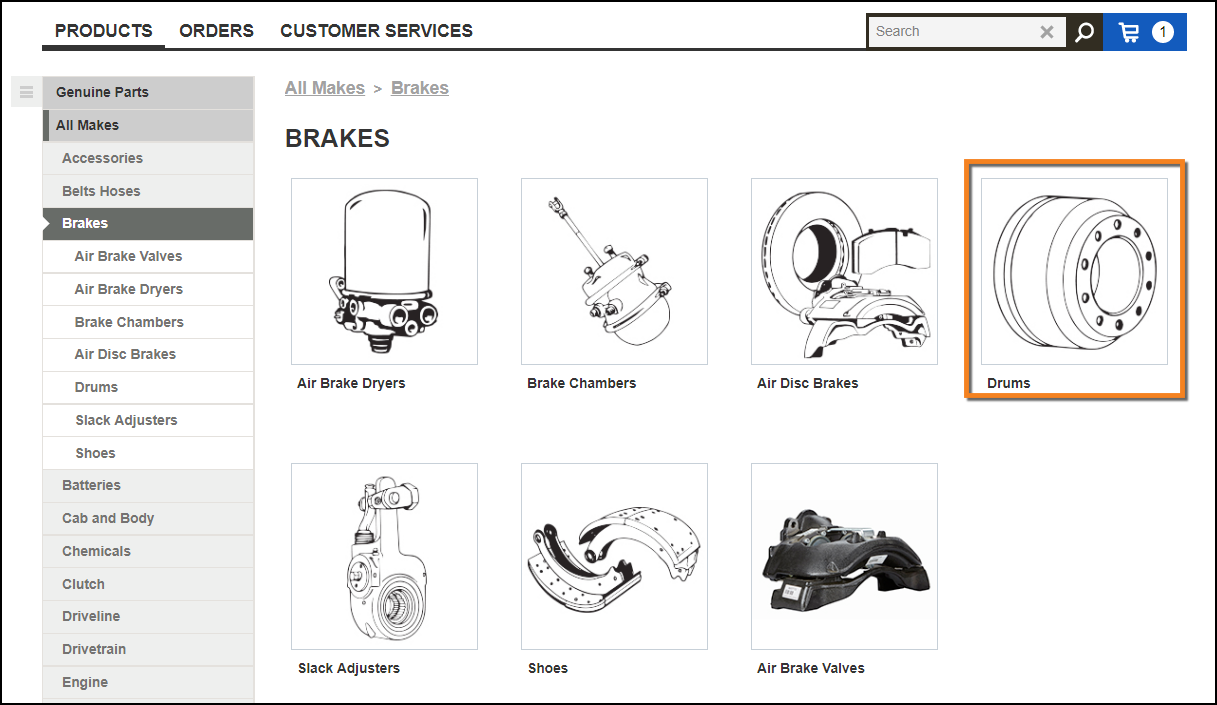 PRODUCTS ORDERS CUSTOMER SERVICES Search 1
Genuine Parts
All Makes
Accessories
Belts Hoses
Brakes
Air Brake Valves
Air Brake Dryers
Brake Chambers
Air Disc Brakes
Drums
Slack Adjusters
Shoes
Batteries
Cab and Body
Chemicals
Clutch
Driveline
Drivetrain
Engine
All Makes > Brakes
BRAKES
Air Brake Dryers
Brake Chambers
Air Disc Brakes
Drums
Slack Adjusters
Shoes
Air Brake Valves